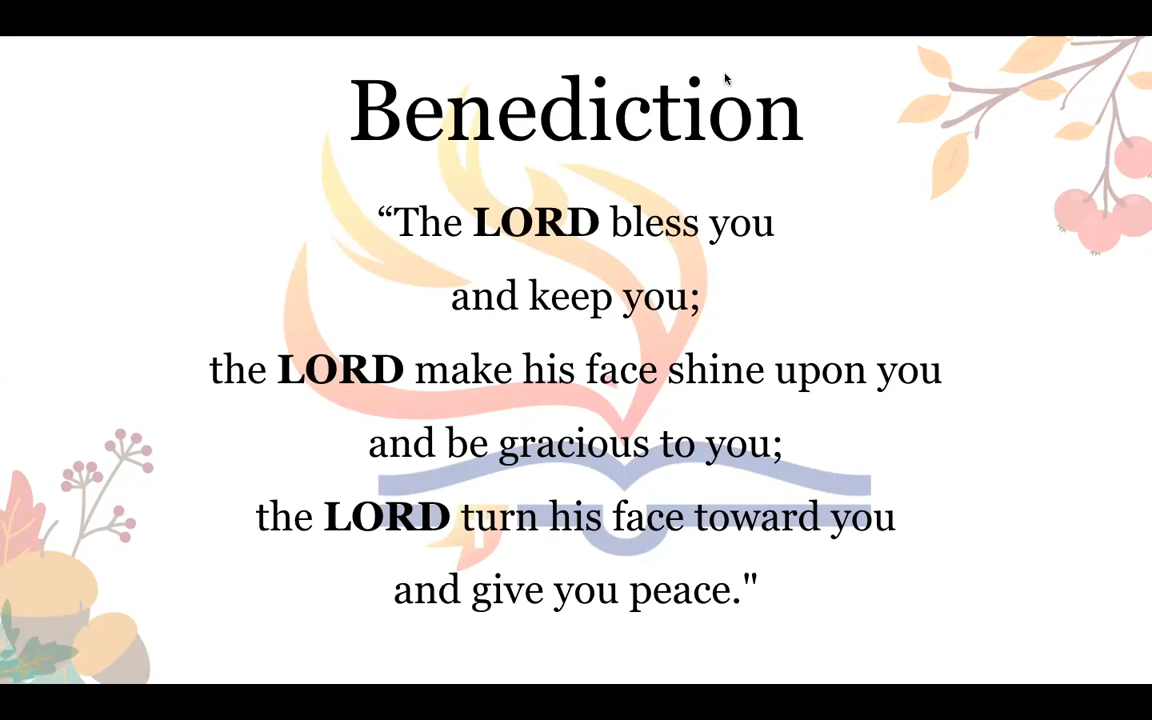 Benediction
“The LORD bless you
and keep you;
the LORD make his face shine upon you
and be gracious to you;
the LORD turn his face toward you
and give you peace."